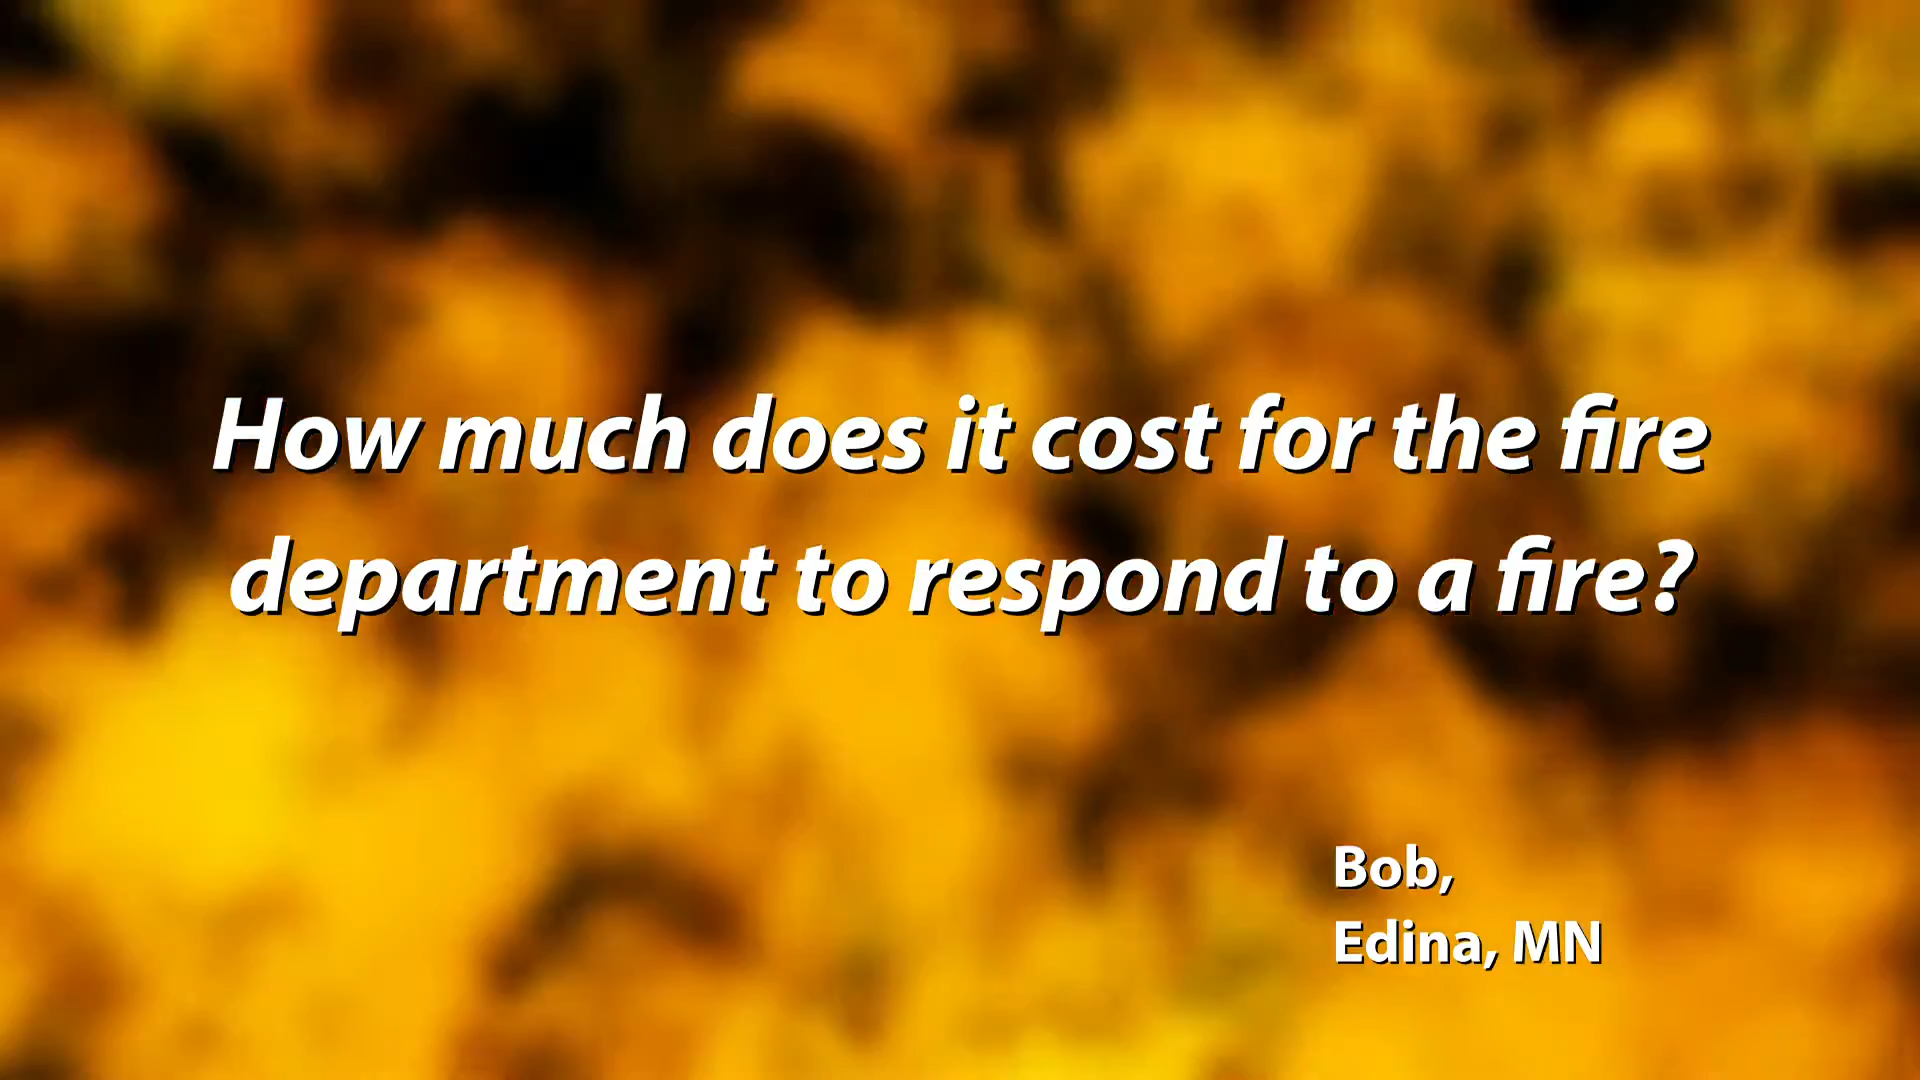 How much does it cost for the fire
department to respond to a fire?
Bob,
Edina, MN